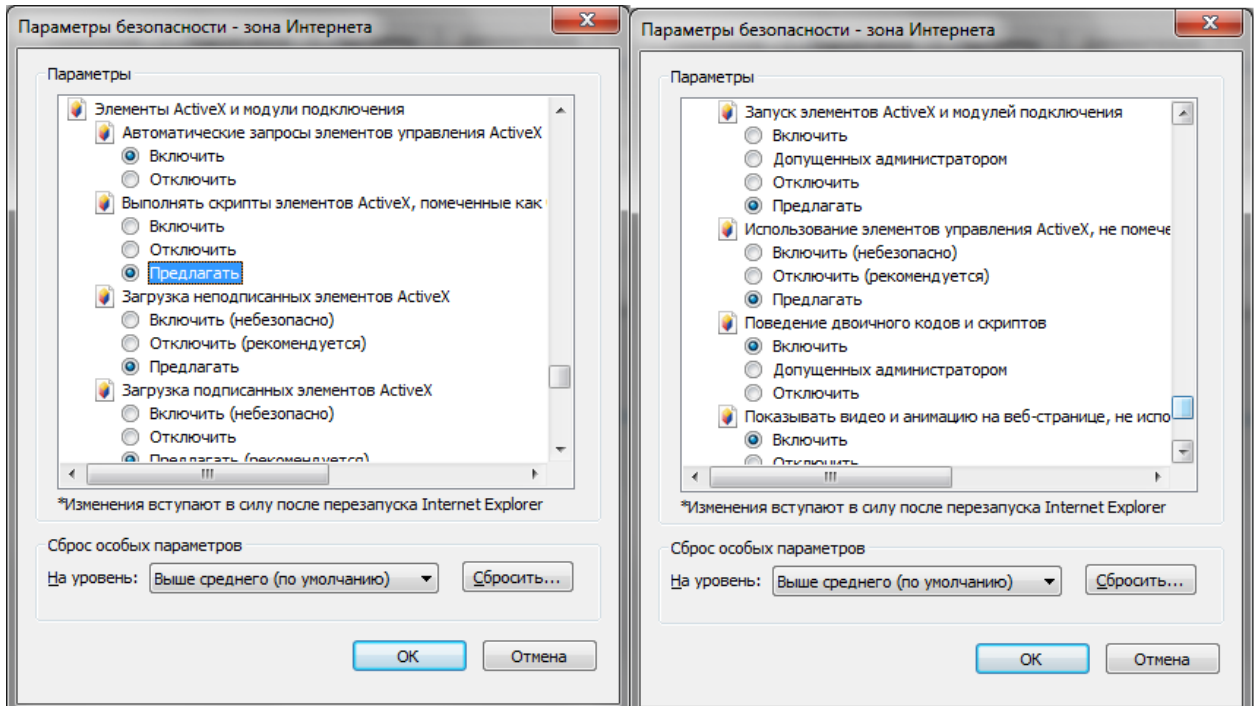 Параметры безопасности - зона Интернета
Параметры
Элементы ActiveX и модули подключения
Автоматические запросы элементов управления ActiveX
Включить
Отключить
Выполнять скрипты элементов ActiveX, помеченные как
Включить
Отключить
Предлагать
Загрузка неподписанных элементов ActiveX
Включить (небезопасно)
Отключить (рекомендуется)
Предлагать
Загрузка подписанных элементов ActiveX
Включить (небезопасно)
Отключить
Предлагать (рекомендуется)
*Изменения вступают в силу после перезапуска Internet Explorer
Сброс особых параметров
На уровень: Выше среднего (по умолчанию) Сбросить...
ОК Отмена
Параметры безопасности - зона Интернета
Параметры
Запуск элементов ActiveX и модулей подключения
Включить
Допущенных администратором
Отключить
Предлагать
Использование элементов управления ActiveX, не помече
Включить (небезопасно)
Отключить (рекомендуется)
Предлагать
Поведение двоичного кодов и скриптов
Включить
Допущенных администратором
Отключить
Показывать видео и анимацию на веб-странице, не испо
Включить
Отключить
*Изменения вступают в силу после перезапуска Internet Explorer
Сброс особых параметров
На уровень: Выше среднего (по умолчанию) Сбросить...
ОК Отмена